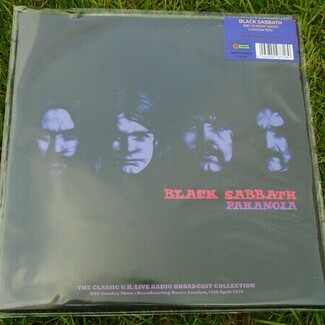 BLACK SABBATH
BBC SUNDAY SHOW
LONDON 1970
BLACK SABBATH
PARANOIA
THE CLASSIC U.K. LIVE RADIO BROADCAST COLLECTION
BBC Sunday Show : Broadcasting House London, 26th April 1970